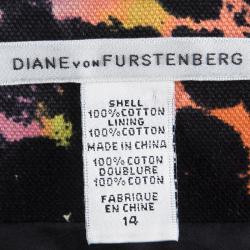 DIANE VON FURSTENBERG
SHELL
100%COTTON
LINING
100%COTTON
MADE IN CHINA
100%COTON
DOUBLURE
100%COTON
FABRIQUE
EN CHINE
14